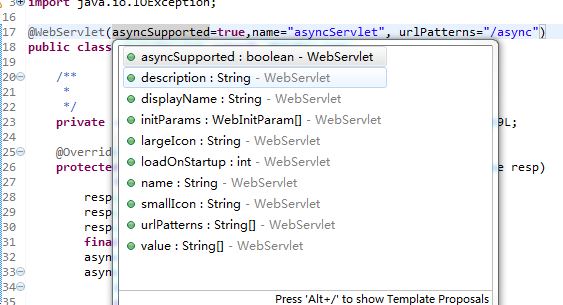 import java.io.IOException;
17 @WebServlet(asyncSupported=true,name="asyncServlet", urlPatterns="/async")
18 public class
19
20 /**
21 *
22 */
23 private 0L;
24
25 @Overrid
26 protecte e resp)
27
28 resp
29 resp
30 resp
31 fina
32 asyn
33 asyn
34
asyncSupported : boolean - WebServlet
description : String - WebServlet
displayName : String - WebServlet
initParams : WebInitParam[] - WebServlet
largeIcon : String - WebServlet
loadOnStartup : int - WebServlet
name : String - WebServlet
smallIcon : String - WebServlet
urlPatterns : String[] - WebServlet
value : String[] - WebServlet
Press 'Alt+/' to show Template Proposals